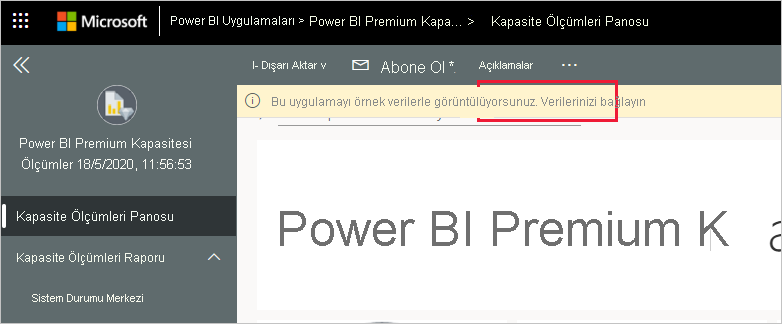 Microsoft Power BI Uygulamaları > Power BI Premium Kapa... > Kapasite Ölçümleri Panosu
I- Dışarı Aktar v Abone Ol *. Açıklamalar ...
Bu uygulamayı örnek verilerle görüntülüyorsunuz. Verilerinizi bağlayın
Power BI Premium Kapasitesi
Ölçümler 18/5/2020, 11:56:53
Kapasite Ölçümleri Panosu
Kapasite Ölçümleri Raporu
Sistem Durumu Merkezi
Power BI Premium K a